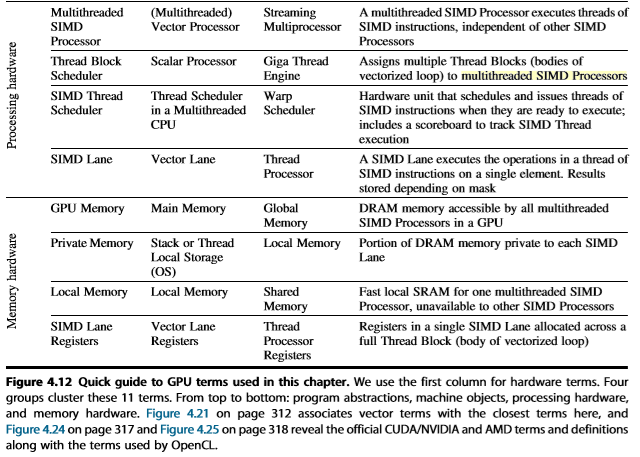 Processing hardware
Multithreaded SIMD Processor | (Multithreaded) Vector Processor | Streaming Multiprocessor | A multithreaded SIMD Processor executes threads of SIMD instructions, independent of other SIMD Processors
Thread Block Scheduler | Scalar Processor | Giga Thread Engine | Assigns multiple Thread Blocks (bodies of vectorized loop) to multithreaded SIMD Processors
SIMD Thread Scheduler | Thread Scheduler in a Multithreaded CPU | Warp Scheduler | Hardware unit that schedules and issues threads of SIMD instructions when they are ready to execute; includes a scoreboard to track SIMD Thread execution
SIMD Lane | Vector Lane | Thread Processor | A SIMD Lane executes the operations in a thread of SIMD instructions on a single element. Results stored depending on mask
Memory hardware
GPU Memory | Main Memory | Global Memory | DRAM memory accessible by all multithreaded SIMD Processors in a GPU
Private Memory | Stack or Thread Local Storage (OS) | Local Memory | Portion of DRAM memory private to each SIMD Lane
Local Memory | Local Memory | Shared Memory | Fast local SRAM for one multithreaded SIMD Processor, unavailable to other SIMD Processors
SIMD Lane Registers | Vector Lane Registers | Thread Processor Registers | Registers in a single SIMD Lane allocated across a full Thread Block (body of vectorized loop)
Figure 4.12 Quick guide to GPU terms used in this chapter. We use the first column for hardware terms. Four
groups cluster these 11 terms. From top to bottom: program abstractions, machine objects, processing hardware,
and memory hardware. Figure 4.21 on page 312 associates vector terms with the closest terms here, and
Figure 4.24 on page 317 and Figure 4.25 on page 318 reveal the official CUDA/NVIDIA and AMD terms and definitions
along with the terms used by OpenCL.